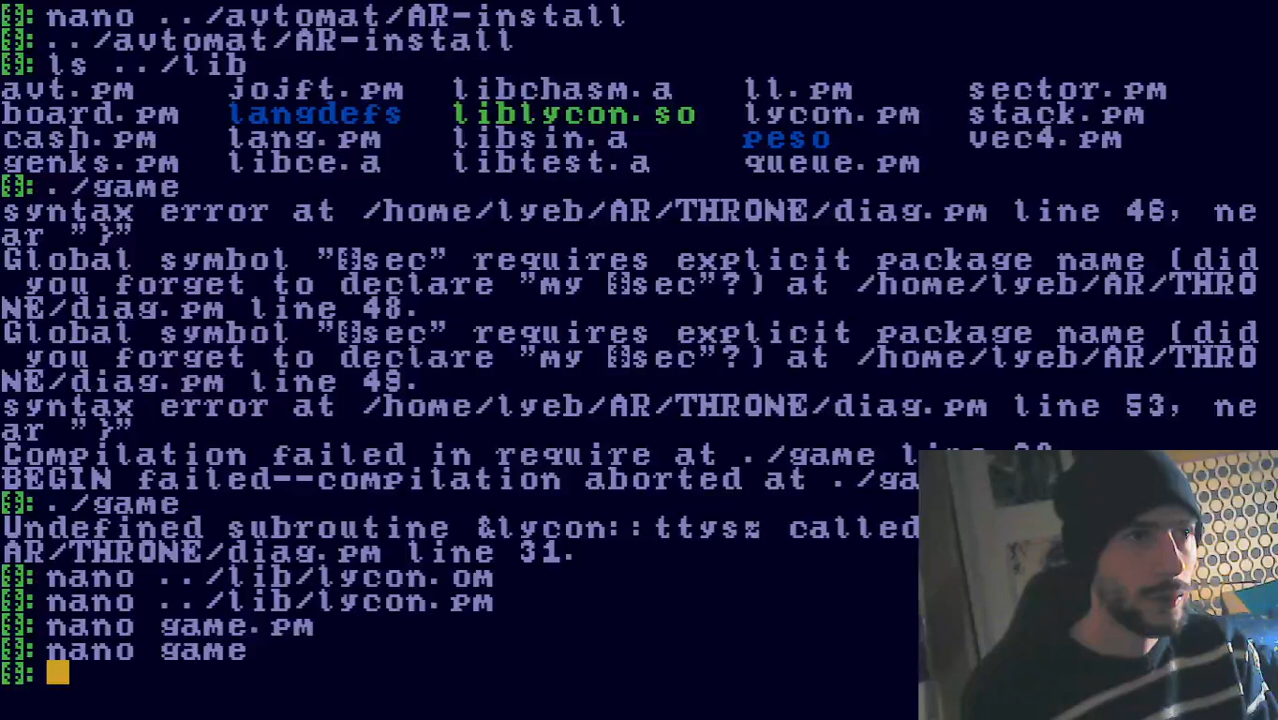 : nano ../avtomat/AR-install
: ../avtomat/AR-install
: ls ../lib
avt.pm jojft.pm libchasm.a ll.pm sector.pm
board.pm langdefs liblycon.so lycon.pm stack.pm
cash.pm lang.pm libsin.a peso vec4.pm
genks.pm libce.a libtest.a queue.pm
: ./game
syntax error at /home/lyeb/AR/THRONE/diag.pm line 46, ne
ar "}"
Global symbol "sec" requires explicit package name (did
you forget to declare "my sec"?) at /home/lyeb/AR/THRO
NE/diag.pm line 48.
Global symbol "sec" requires explicit package name (did
you forget to declare "my sec"?) at /home/lyeb/AR/THRO
NE/diag.pm line 49.
syntax error at /home/lyeb/AR/THRONE/diag.pm line 53, ne
ar "}"
Compilation failed in require at ./game
BEGIN failed--compilation aborted at ./ga
: ./game
Undefined subroutine &lycon::ttysz called
AR/THRONE/diag.pm line 31.
: nano ../lib/lycon.om
: nano ../lib/lycon.pm
: nano game.pm
: nano game
: